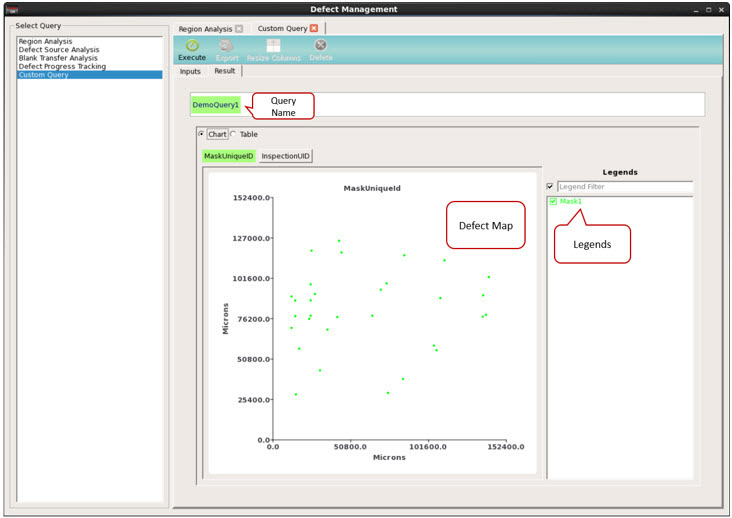 Defect Management
Select Query
Region Analysis
Defect Source Analysis
Blank Transfer Analysis
Defect Progress Tracking
Custom Query
Region Analysis
Custom Query
Execute
Export
Resize Columns
Delete
Inputs
Result
DemoQuery1
Query
Name
Chart
Table
MaskUniqueID
InspectionUID
MaskUniqueId
152400.0
127000.0
101600.0
76200.0
50800.0
25400.0
0.0
Microns
0.0
50800.0
101600.0
152400.0
Microns
Defect Map
Legends
Legend Filter
Mask1
Legends